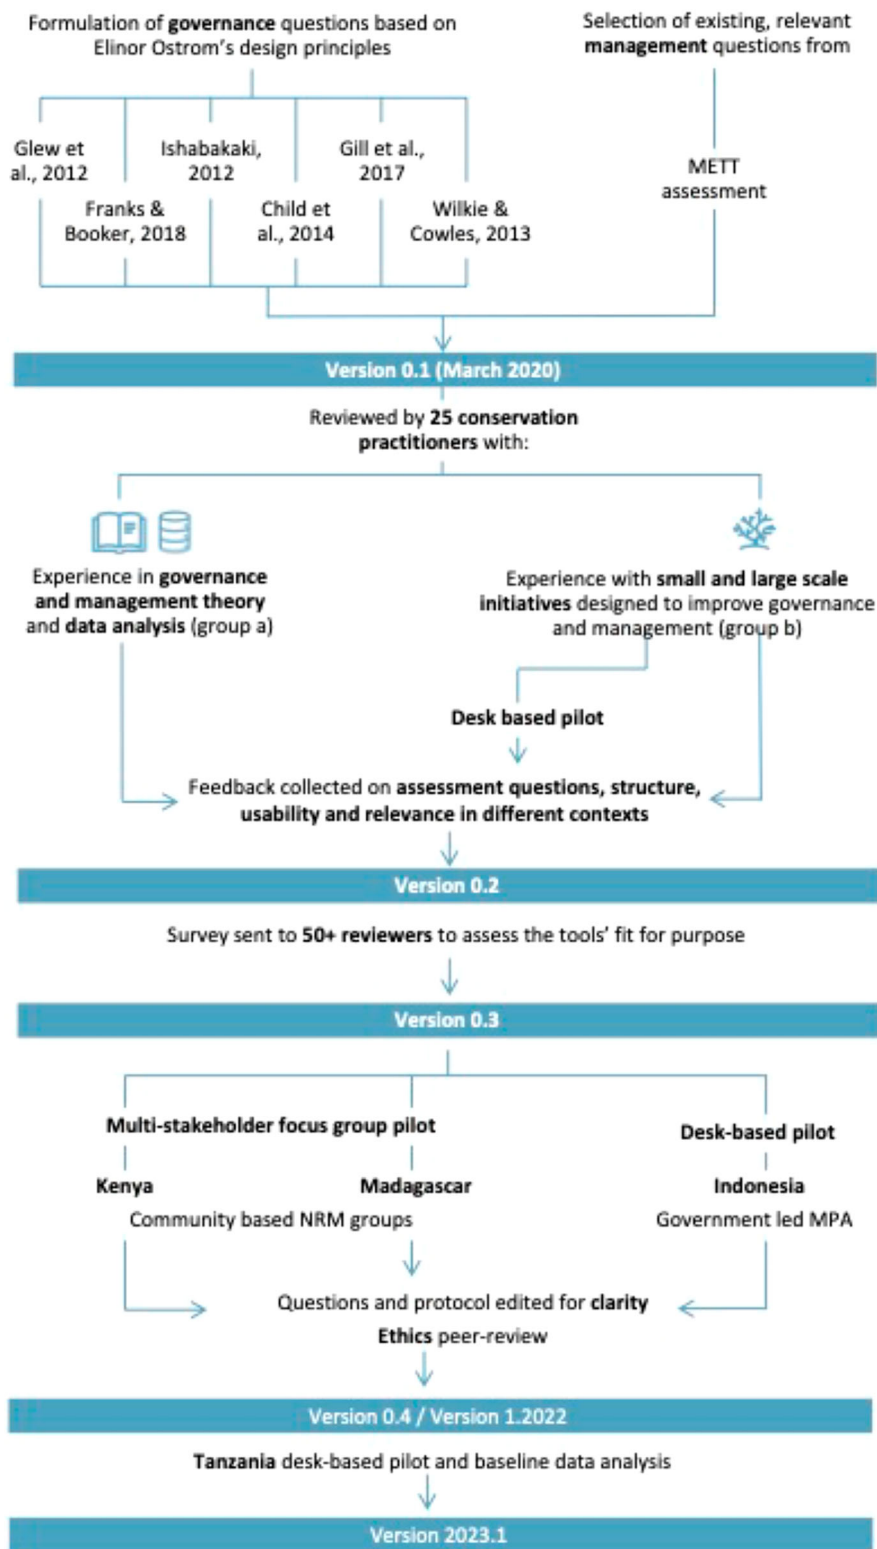 Formulation of governance questions based on
Elinor Ostrom's design principles
Selection of existing, relevant
management questions from
Glew et
al., 2012
Ishabakaki,
2012
Gill et al.,
2017
Franks &
Booker, 2018
Child et
al., 2014
Wilkie &
Cowles, 2013
METT
assessment
Version 0.1 (March 2020)
Reviewed by 25 conservation
practitioners with:
Experience in governance
and management theory
and data analysis (group a)
Experience with small and large scale
initiatives designed to improve governance
and management (group b)
Desk based pilot
Feedback collected on assessment questions, structure,
usability and relevance in different contexts
Version 0.2
Survey sent to 50+ reviewers to assess the tools' fit for purpose
Version 0.3
Multi-stakeholder focus group pilot
Desk-based pilot
Kenya
Madagascar
Indonesia
Community based NRM groups
Government led MPA
Questions and protocol edited for clarity
Ethics peer-review
Version 0.4 / Version 1.2022
Tanzania desk-based pilot and baseline data analysis
Version 2023.1